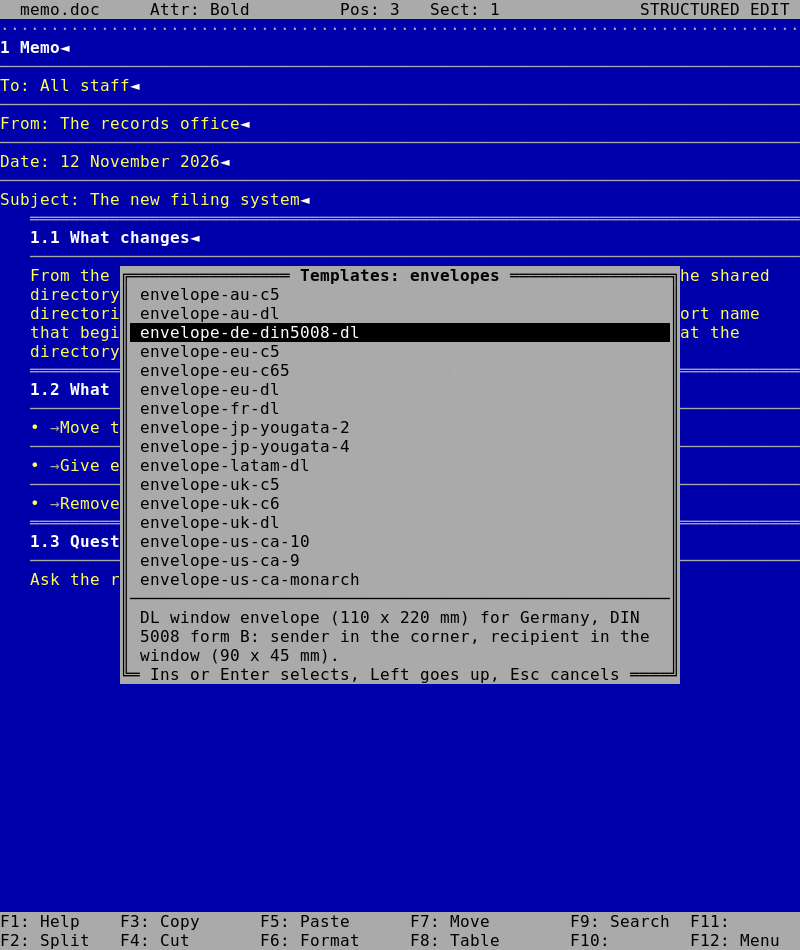 memo.doc Attr: Bold Pos: 3 Sect: 1 STRUCTURED EDIT
1 Memo◄
To: All staff◄
From: The records office◄
Date: 12 November 2026◄
Subject: The new filing system◄
1.1 What changes◄
From the he shared
Templates: envelopes
directory
envelope-au-c5
directori ort name
envelope-au-dl
that begi at the
envelope-de-din5008-dl
directory
envelope-eu-c5
envelope-eu-c65
1.2 What
envelope-eu-dl
envelope-fr-dl
• →Move t
envelope-jp-yougata-2
envelope-jp-yougata-4
• →Give e
envelope-latam-dl
envelope-uk-c5
• →Remove
envelope-uk-c6
envelope-uk-dl
1.3 Quest
envelope-us-ca-10
envelope-us-ca-9
Ask the r
envelope-us-ca-monarch
DL window envelope (110 x 220 mm) for Germany, DIN
5008 form B: sender in the corner, recipient in the
window (90 x 45 mm).
Ins or Enter selects, Left goes up, Esc cancels
F1: Help F3: Copy F5: Paste F7: Move F9: Search F11:
F2: Split F4: Cut F6: Format F8: Table F10: F12: Menu